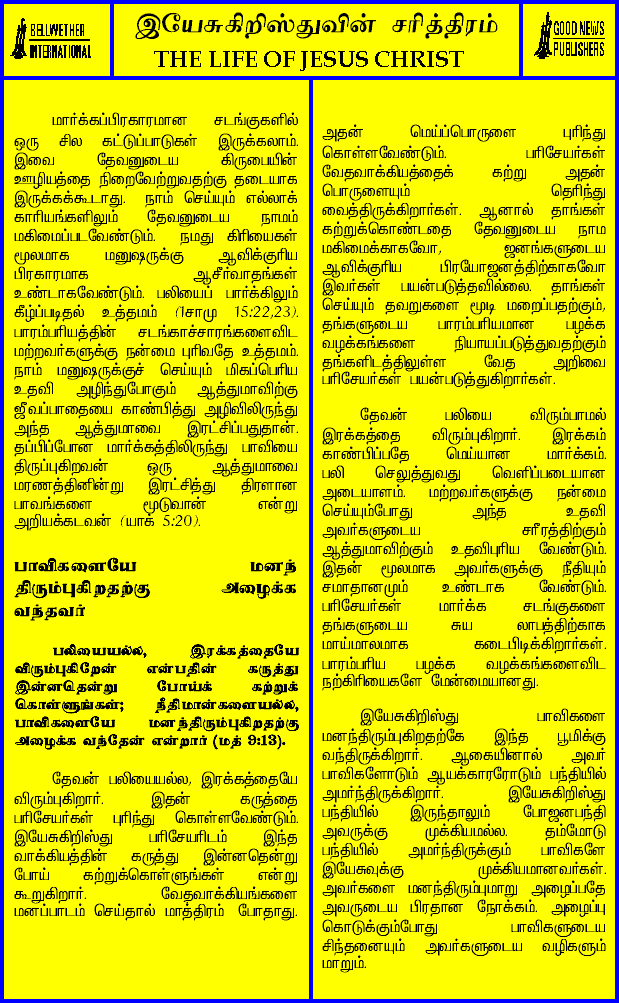 BELLWETHER
INTERNATIONAL
இயேசுகிறிஸ்துவின் சரித்திரம்
THE LIFE OF JESUS CHRIST
GOOD NEWS
PUBLISHERS
மார்க்கப்பிரகாரமான சடங்குகளில்
ஒரு சில கட்டுப்பாடுகள் இருக்கலாம்.
இவை தேவனுடைய கிருபையின்
ஊழியத்தை நிறைவேற்றுவதற்கு தடையாக
இருக்கக்கூடாது. நாம் செய்யும் எல்லாக்
காரியங்களிலும் தேவனுடைய நாமம்
மகிமைப்படவேண்டும். நமது கிரியைகள்
மூலமாக மனுஷருக்கு ஆவிக்குரிய
பிரகாரமாக ஆசீர்வாதங்கள்
உண்டாகவேண்டும். பலியைப் பார்க்கிலும்
கீழ்ப்படிதல் உத்தமம் (1சாமு 15:22,23).
பாரம்பரியத்தின் சடங்காச்சாரங்களைவிட
மற்றவர்களுக்கு நன்மை புரிவதே உத்தமம்.
நாம் மனுஷருக்குச் செய்யும் மிகப்பெரிய
உதவி அழிந்துபோகும் ஆத்துமாவிற்கு
ஜீவப்பாதையை காண்பித்து அழிவிலிருந்து
அந்த ஆத்துமாவை இரட்சிப்பதுதான்.
தப்பிப்போன மார்க்கத்திலிருந்து பாவியை
திருப்புகிறவன் ஒரு ஆத்துமாவை
மரணத்தினின்று இரட்சித்து திரளான
பாவங்களை மூடுவான் என்று
அறியக்கடவன் (யாக் 5:20).
பாவிகளையே மனந்
திரும்புகிறதற்கு அழைக்க
வந்தவர்
பலியையல்ல, இரக்கத்தையே
விரும்புகிறேன் என்பதின் கருத்து
இன்னதென்று போய்க் கற்றுக்
கொள்ளுங்கள்; நீதிமான்களையல்ல,
பாவிகளையே மனந்திரும்புகிறதற்கு
அழைக்க வந்தேன் என்றார் (மத் 9:13).
தேவன் பலியையல்ல, இரக்கத்தையே
விரும்புகிறார். இதன் கருத்தை
பரிசேயர்கள் புரிந்து கொள்ளவேண்டும்.
இயேசுகிறிஸ்து பரிசேயரிடம் இந்த
வாக்கியத்தின் கருத்து இன்னதென்று
போய் கற்றுக்கொள்ளுங்கள் என்று
கூறுகிறார். வேதவாக்கியங்களை
மனப்பாடம் செய்தால் மாத்திரம் போதாது.
அதன் மெய்ப்பொருளை புரிந்து
கொள்ளவேண்டும். பரிசேயர்கள்
வேதவாக்கியத்தைக் கற்று அதன்
பொருளையும் தெரிந்து
வைத்திருக்கிறார்கள். ஆனால் தாங்கள்
கற்றுக்கொண்டதை தேவனுடைய நாம
மகிமைக்காகவோ, ஜனங்களுடைய
ஆவிக்குரிய பிரயோஜனத்திற்காகவோ
இவர்கள் பயன்படுத்தவில்லை. தாங்கள்
செய்யும் தவறுகளை மூடி மறைப்பதற்கும்,
தங்களுடைய பாரம்பரியமான பழக்க
வழக்கங்களை நியாயப்படுத்துவதற்கும்
தங்களிடத்திலுள்ள வேத அறிவை
பரிசேயர்கள் பயன்படுத்துகிறார்கள்.
தேவன் பலியை விரும்பாமல்
இரக்கத்தை விரும்புகிறார். இரக்கம்
காண்பிப்பதே மெய்யான மார்க்கம்.
பலி செலுத்துவது வெளிப்படையான
அடையாளம். மற்றவர்களுக்கு நன்மை
செய்யும்போது அந்த உதவி
அவர்களுடைய சரீரத்திற்கும்
ஆத்துமாவிற்கும் உதவிபுரிய வேண்டும்.
இதன் மூலமாக அவர்களுக்கு நீதியும்
சமாதானமும் உண்டாக வேண்டும்.
பரிசேயர்கள் மார்க்க சடங்குகளை
தங்களுடைய சுய லாபத்திற்காக
மாய்மாலமாக கடைபிடிக்கிறார்கள்.
பாரம்பரிய பழக்க வழக்கங்களைவிட
நற்கிரியைகளே மேன்மையானது.
இயேசுகிறிஸ்து பாவிகளை
மனந்திரும்புகிறதற்கே இந்த பூமிக்கு
வந்திருக்கிறார். ஆகையினால் அவர்
பாவிகளோடும் ஆயக்காரரோடும் பந்தியில்
அமர்ந்திருக்கிறார். இயேசுகிறிஸ்து
பந்தியில் இருந்தாலும் போஜனபந்தி
அவருக்கு முக்கியமல்ல. தம்மோடு
பந்தியில் அமர்ந்திருக்கும் பாவிகளே
இயேசுவுக்கு முக்கியமானவர்கள்.
அவர்களை மனந்திரும்புமாறு அழைப்பதே
அவருடைய பிரதான நோக்கம். அழைப்பு
கொடுக்கும்போது பாவிகளுடைய
சிந்தனையும் அவர்களுடைய வழிகளும்
மாறும்.